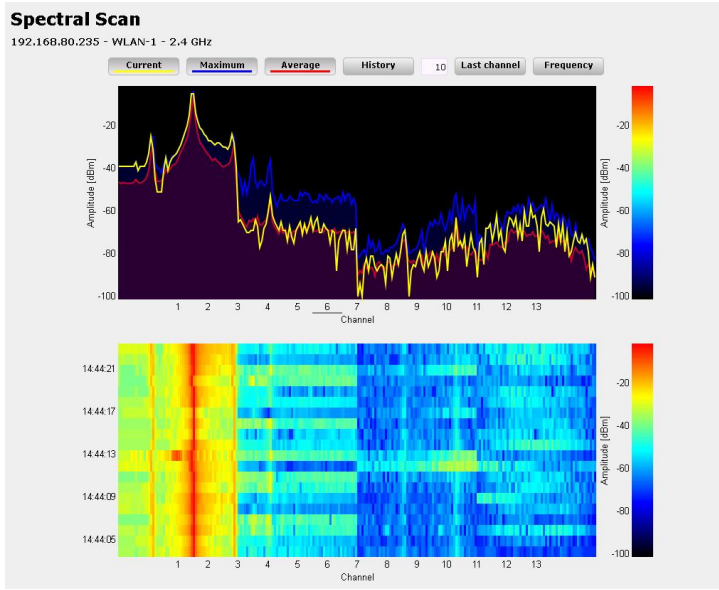 Spectral Scan
192.168.80.235 - WLAN-1 - 2.4 GHz
Current Maximum Average History 10 Last channel Frequency
-20 -20
-40 -40
-60 -60
-80 -80
-100 -100
Amplitude [dBm] Amplitude [dBm]
1 2 3 4 5 6 7 8 9 10 11 12 13
Channel
14:44:21
14:44:17
14:44:13
14:44:09
14:44:05
-20
-40
-60
-80
-100
Amplitude [dBm]
1 2 3 4 5 6 7 8 9 10 11 12 13
Channel